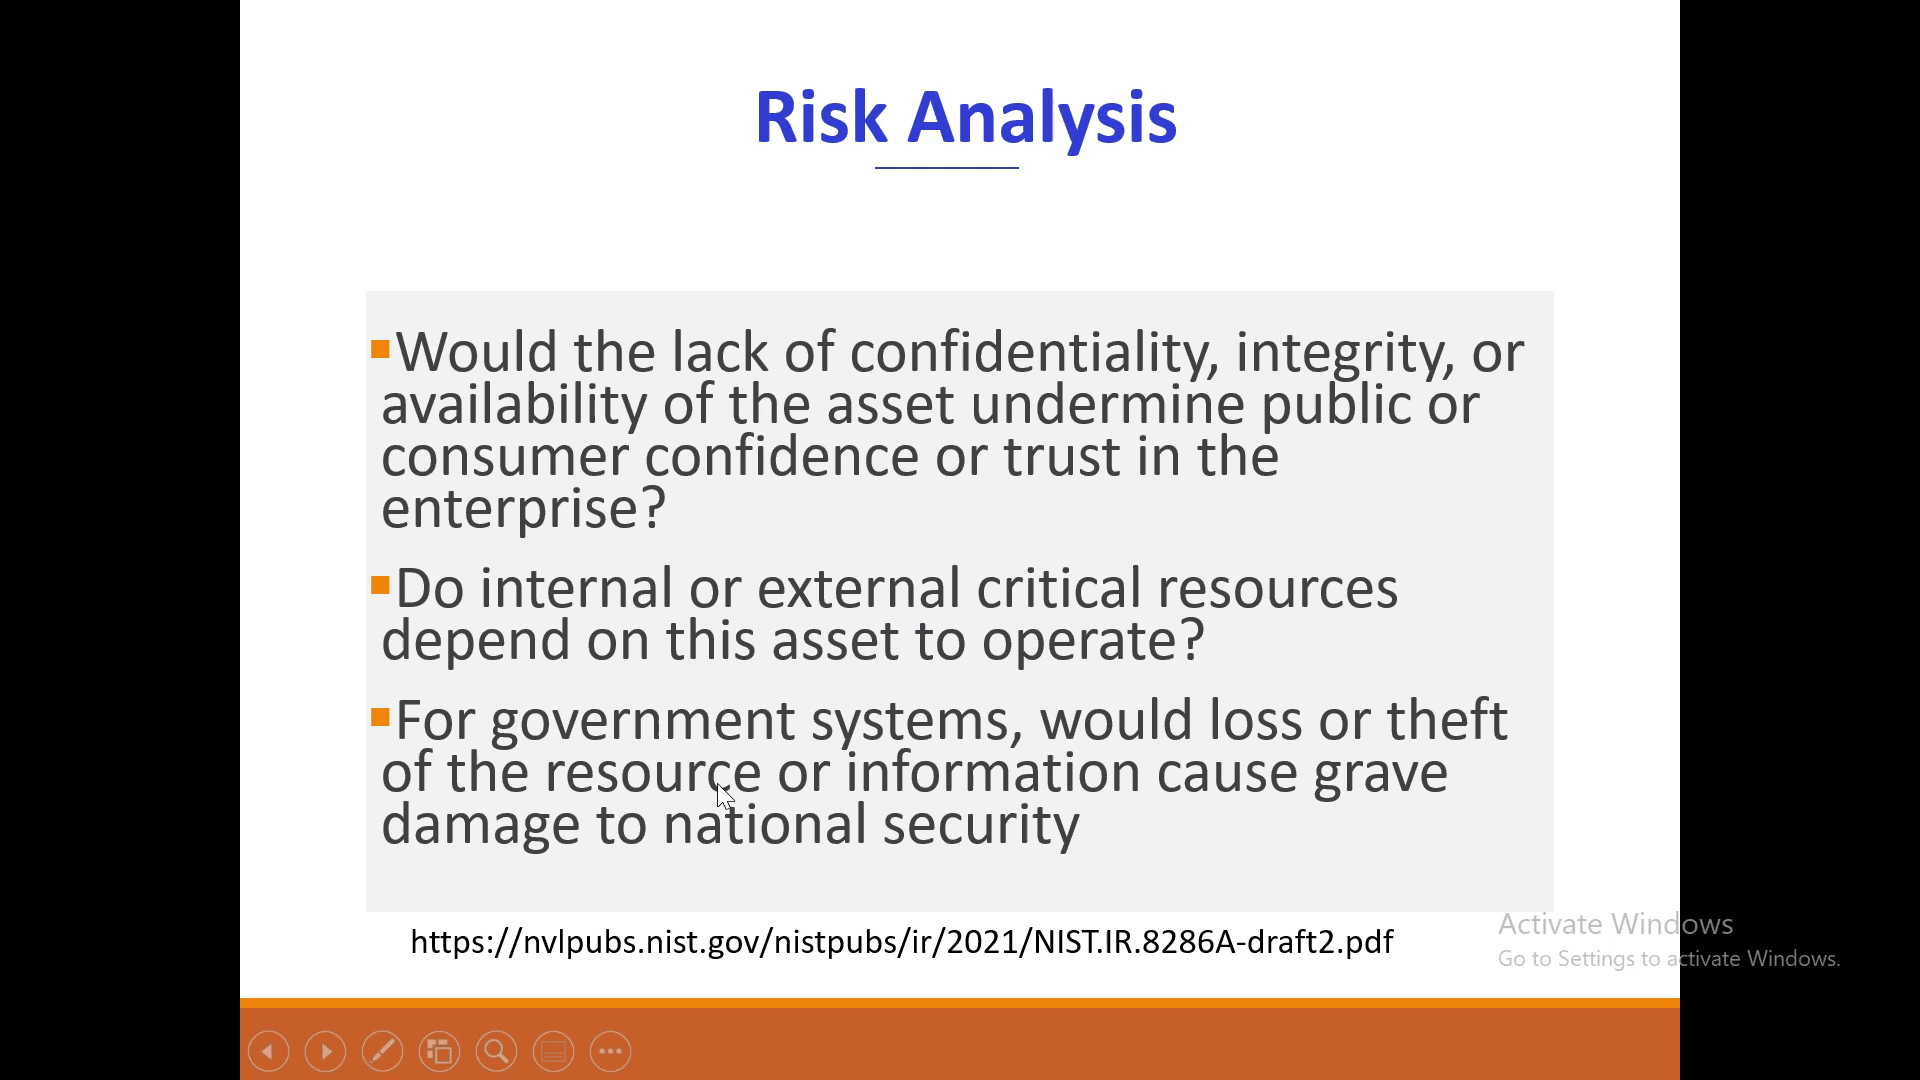 Risk Analysis
Would the lack of confidentiality, integrity, or
availability of the asset undermine public or
consumer confidence or trust in the
enterprise?
Do internal or external critical resources
depend on this asset to operate?
For government systems, would loss or theft
of the resource or information cause grave
damage to national security
https://nvlpubs.nist.gov/nistpubs/ir/2021/NIST.IR.8286A-draft2.pdf
Activate Windows
Go to Settings to activate Windows.